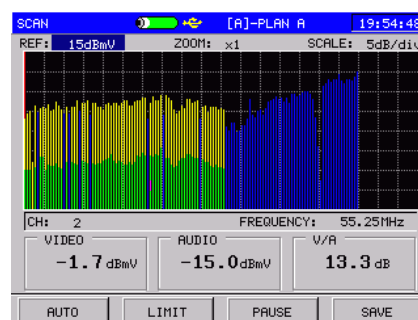 SCAN [A]-PLAN A 19:54:48
REF: 15dBmV ZOOM: x1 SCALE: 5dB/div
CH: 2 FREQUENCY: 55.25MHz
VIDEO AUDIO V/A
-1.7 dBmV -15.0 dBmV 13.3 dB
AUTO LIMIT PAUSE SAVE